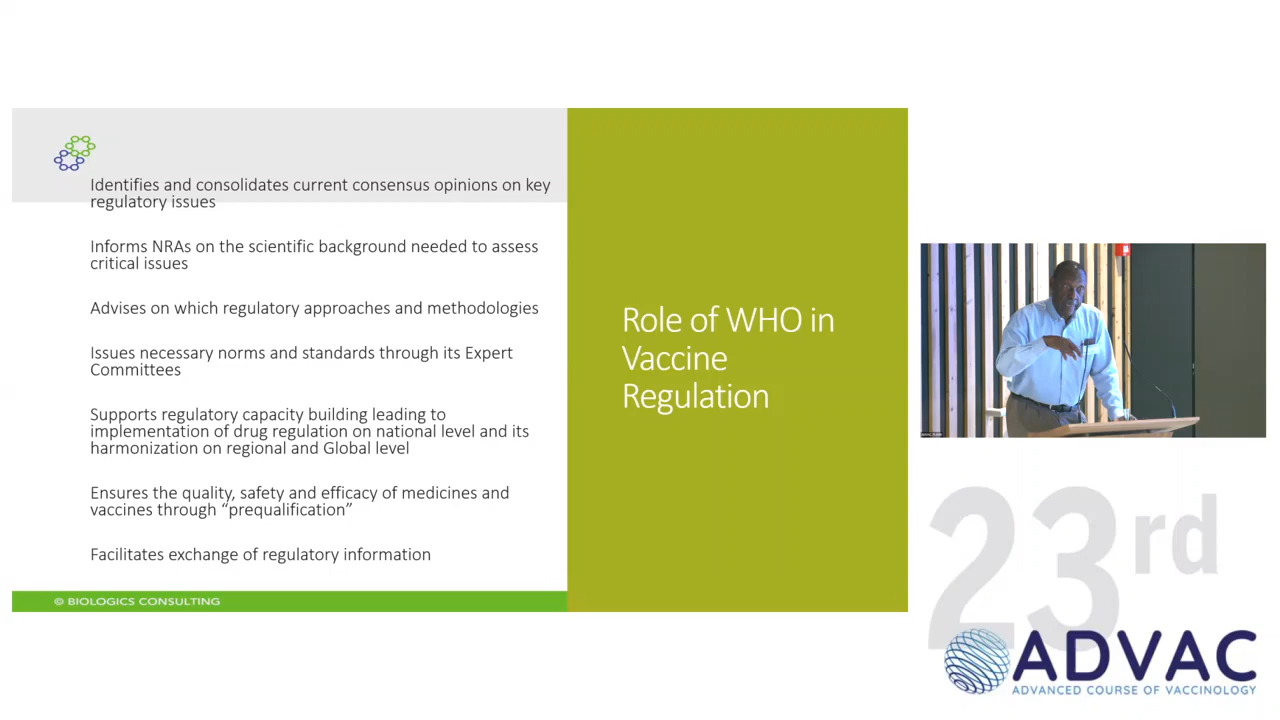 Identifies and consolidates current consensus opinions on key
regulatory issues
Informs NRAs on the scientific background needed to assess
critical issues
Advises on which regulatory approaches and methodologies
Issues necessary norms and standards through its Expert
Committees
Supports regulatory capacity building leading to
implementation of drug regulation on national level and its
harmonization on regional and Global level
Ensures the quality, safety and efficacy of medicines and
vaccines through “prequalification”
Facilitates exchange of regulatory information
© BIOLOGICS CONSULTING
Role of WHO in
Vaccine
Regulation
23rd
ADVAC
ADVANCED COURSE OF VACCINOLOGY